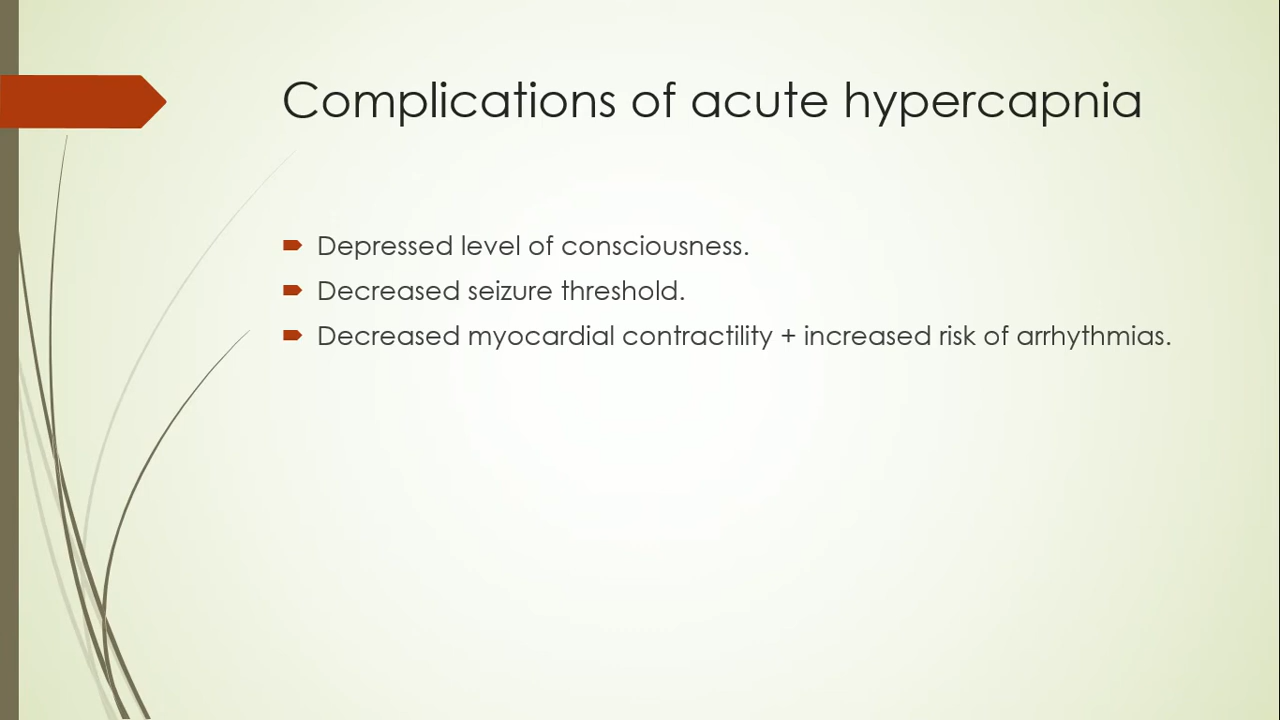 Complications of acute hypercapnia
Depressed level of consciousness.
Decreased seizure threshold.
Decreased myocardial contractility + increased risk of arrhythmias.